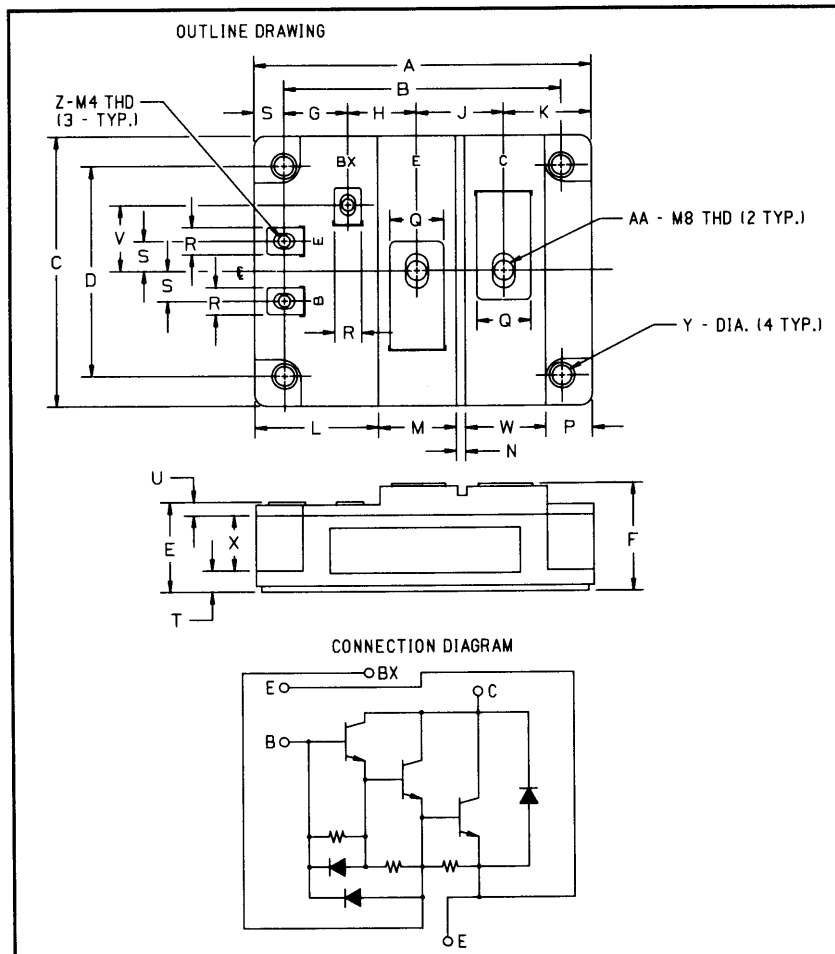 OUTLINE DRAWING
A
B
Z-M4 THD
(3 - TYP.)
S G H J K
BX E C
Q
AA - M8 THD (2 TYP.)
V
R
E
S
C
D
S
B
R
R
Q
Y - DIA. (4 TYP.)
L M W P
N
U
E
X
F
T
CONNECTION DIAGRAM
BX
E
C
B
E